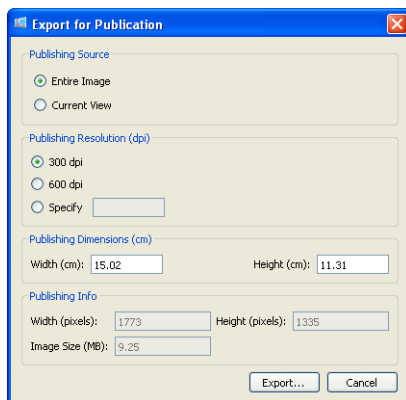 Export for Publication
Publishing Source
Entire Image
Current View
Publishing Resolution (dpi)
300 dpi
600 dpi
Specify
Publishing Dimensions (cm)
Width (cm): 15.02 Height (cm): 11.31
Publishing Info
Width (pixels): 1773 Height (pixels): 1335
Image Size (MB): 9.25
Export... Cancel